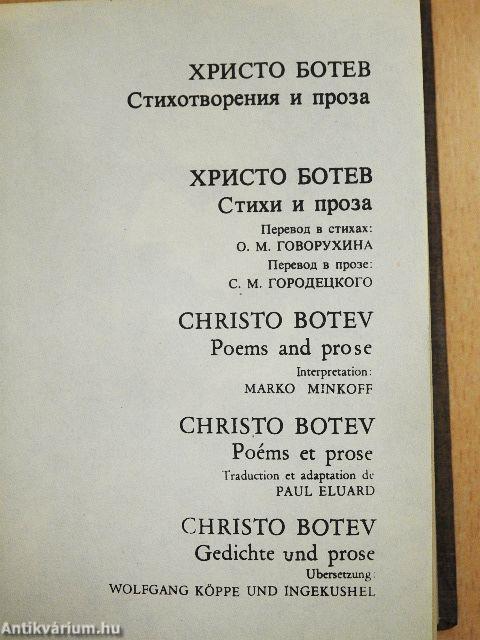 ХРИСТО БОТЕВ
Стихотворения и проза
ХРИСТО БОТЕВ
Стихи и проза
Перевод в стихах:
О. М. ГОВОРУХИНА
Перевод в прозе:
С. М. ГОРОДЕЦКОГО
CHRISTO BOTEV
Poems and prose
Interpretation:
MARKO MINKOFF
CHRISTO BOTEV
Poéms et prose
Traduction et adaptation de
PAUL ELUARD
CHRISTO BOTEV
Gedichte und prose
Ubersetzung:
WOLFGANG KÖPPE UND INGEKUSHEL
Antikvárium.hu